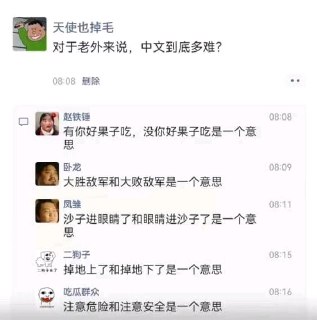 天使也掉毛
对于老外来说，中文到底多难？
08:08 删除
赵铁锤 08:08
有你好果子吃，没你好果子吃是一个意
思
卧龙 08:09
大胜敌军和大败敌军是一个意思
凤雏 08:11
沙子进眼睛了和眼睛进沙子了是一个意
思
二狗子 08:15
掉地上了和掉地下了是一个意思
吃瓜群众 08:16
注意危险和注意安全是一个意思